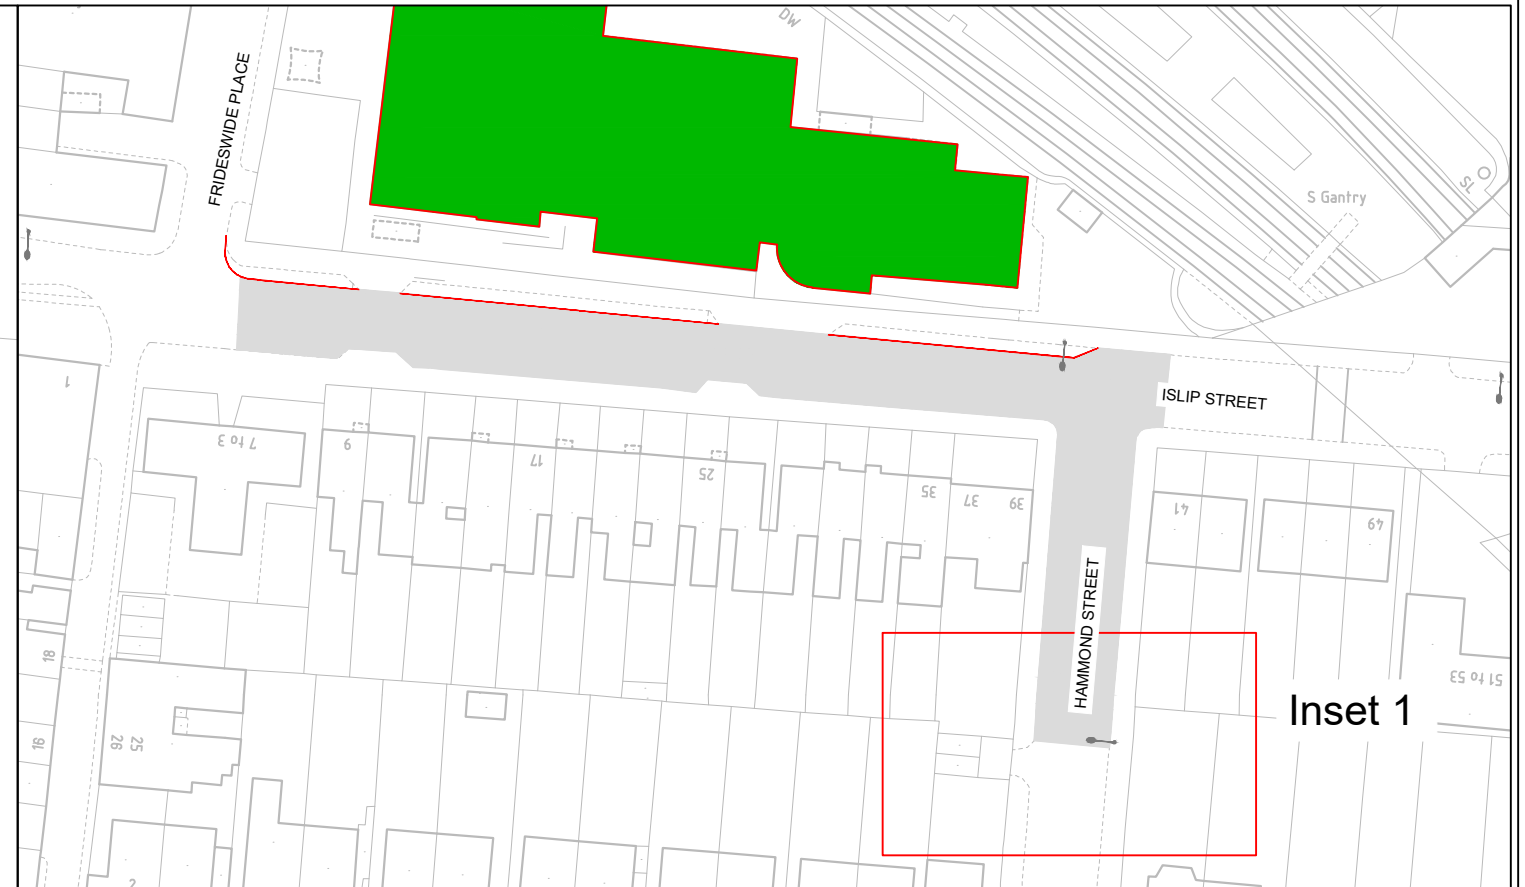 DW
FRIDESWIDE PLACE
S Gantry
SL
1
ISLIP STREET
7 to 3
9
17
25
35
37
39
41
49
HAMMOND STREET
18
51 to 53
Inset 1
16
26
25
2